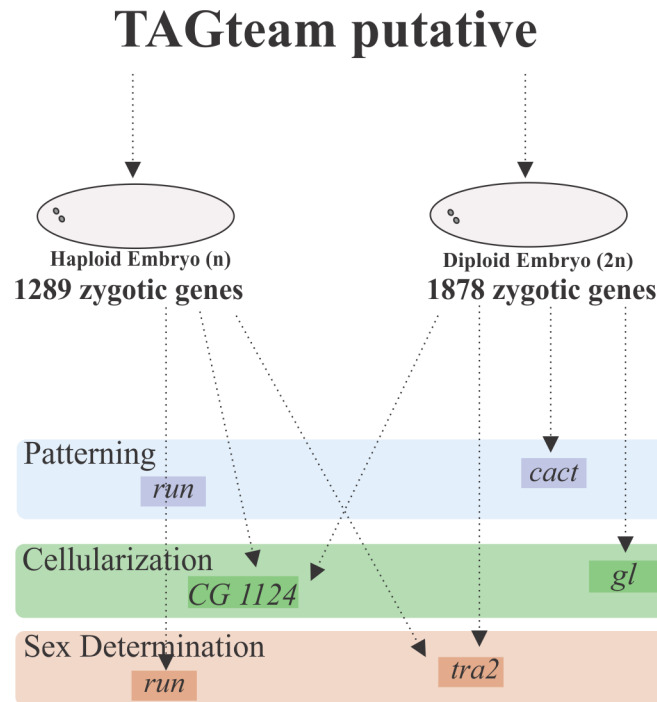 TAGteam putative
Haploid Embryo (n)
1289 zygotic genes
Diploid Embryo (2n)
1878 zygotic genes
Patterning
run
cact
Cellularization
CG 1124
gl
Sex Determination
run
tra2